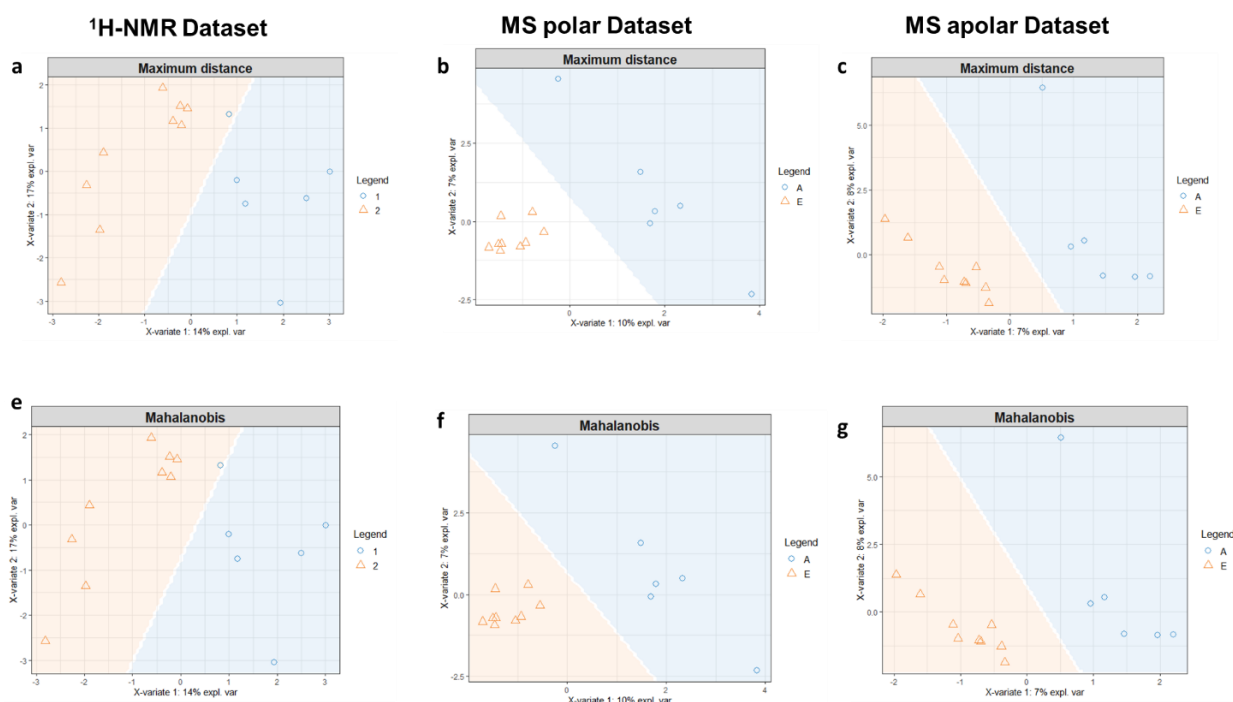 ¹H-NMR Dataset
MS polar Dataset
MS apolar Dataset
a
Maximum distance
2
1
0
-1
-2
-3
-3
-2
-1
0
1
2
3
X-variate 2: 17% expl. var
X-variate 1: 14% expl. var
Legend
1
2
b
Maximum distance
2.5
0.0
-2.5
0
2
4
X-variate 2: 7% expl. var
X-variate 1: 10% expl. var
Legend
A
E
c
Maximum distance
5.0
2.5
0.0
-2
-1
0
1
2
X-variate 2: 8% expl. var
X-variate 1: 7% expl. var
Legend
A
E
e
Mahalanobis
2
1
0
-1
-2
-3
-3
-2
-1
0
1
2
3
X-variate 2: 17% expl. var
X-variate 1: 14% expl. var
Legend
1
2
f
Mahalanobis
2.5
0.0
-2.5
0
2
4
X-variate 2: 7% expl. var
X-variate 1: 10% expl. var
Legend
A
E
g
Mahalanobis
5.0
2.5
0.0
-2
-1
0
1
2
X-variate 2: 8% expl. var
X-variate 1: 7% expl. var
Legend
A
E